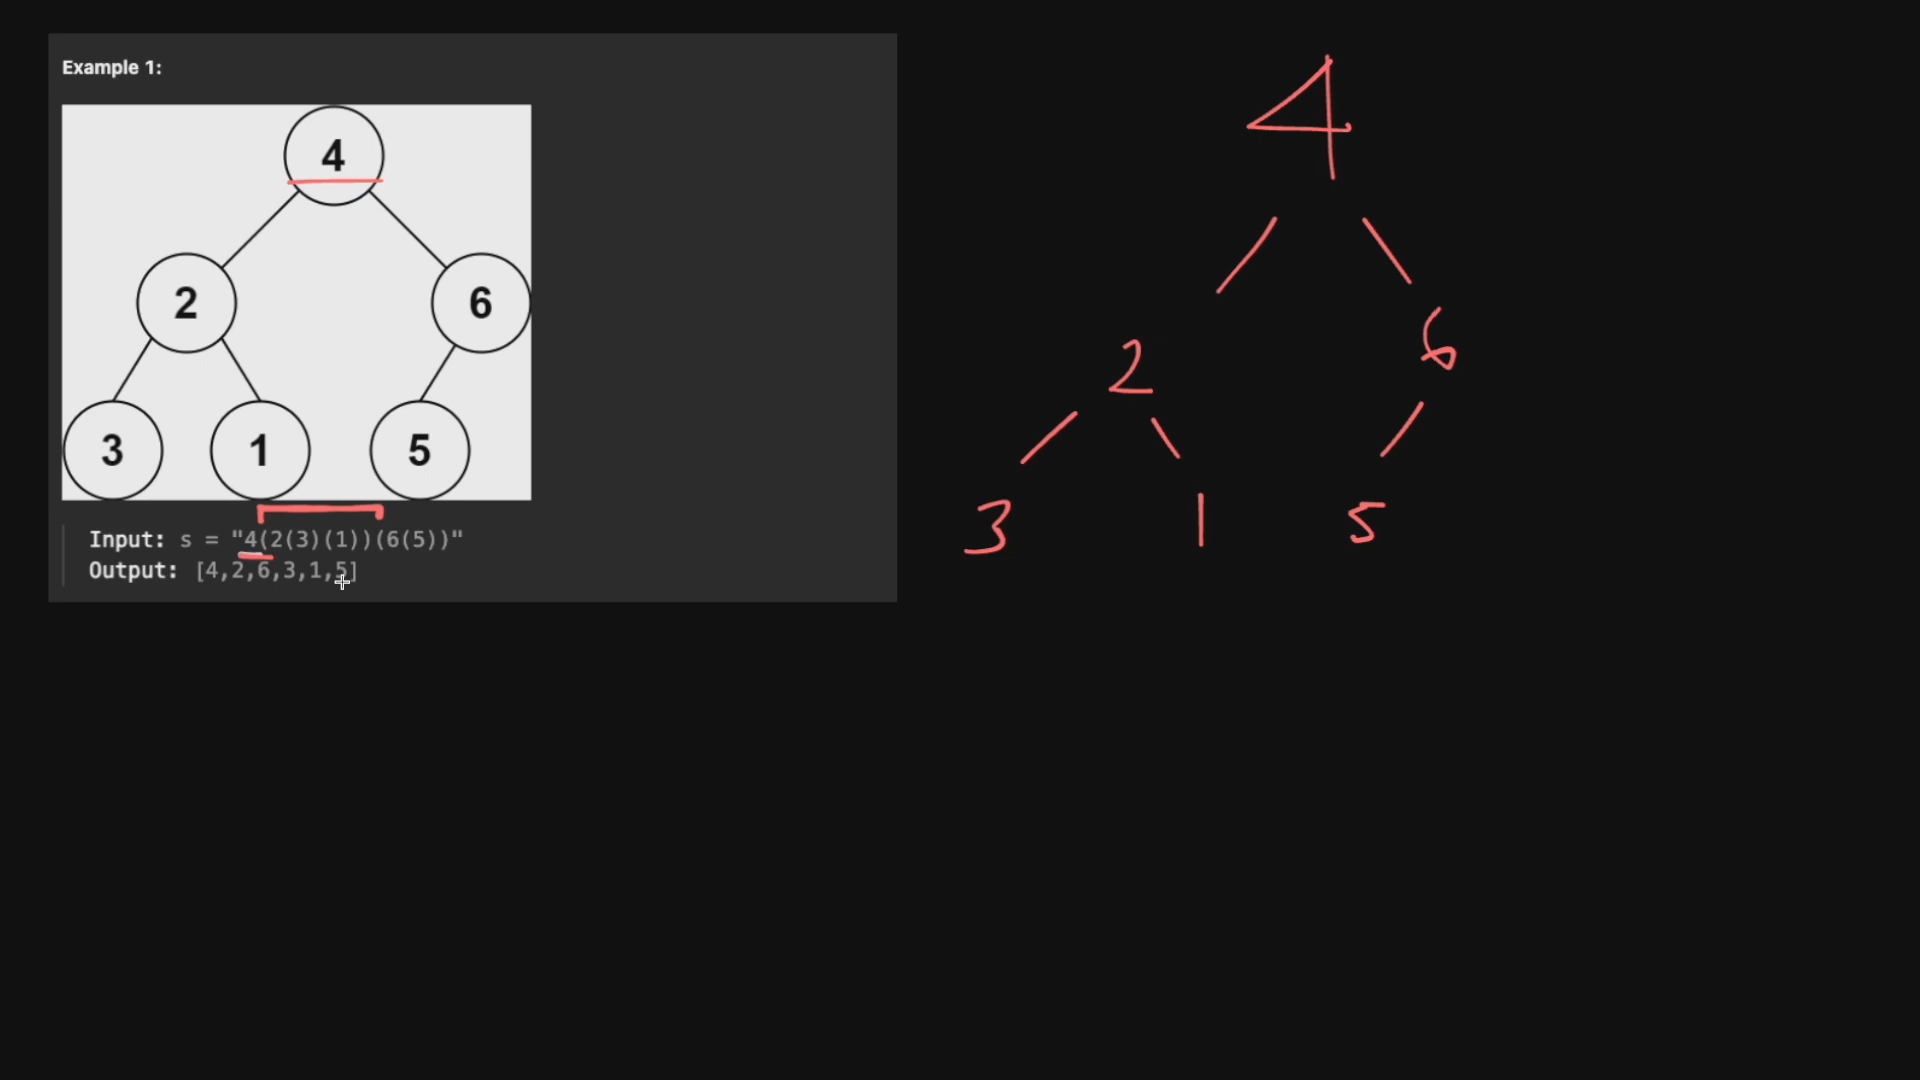 Example 1:
4
2 6
3 1 5
Input: s = "4(2(3)(1))(6(5))"
Output: [4,2,6,3,1,5]
4
2 6
3 1 5